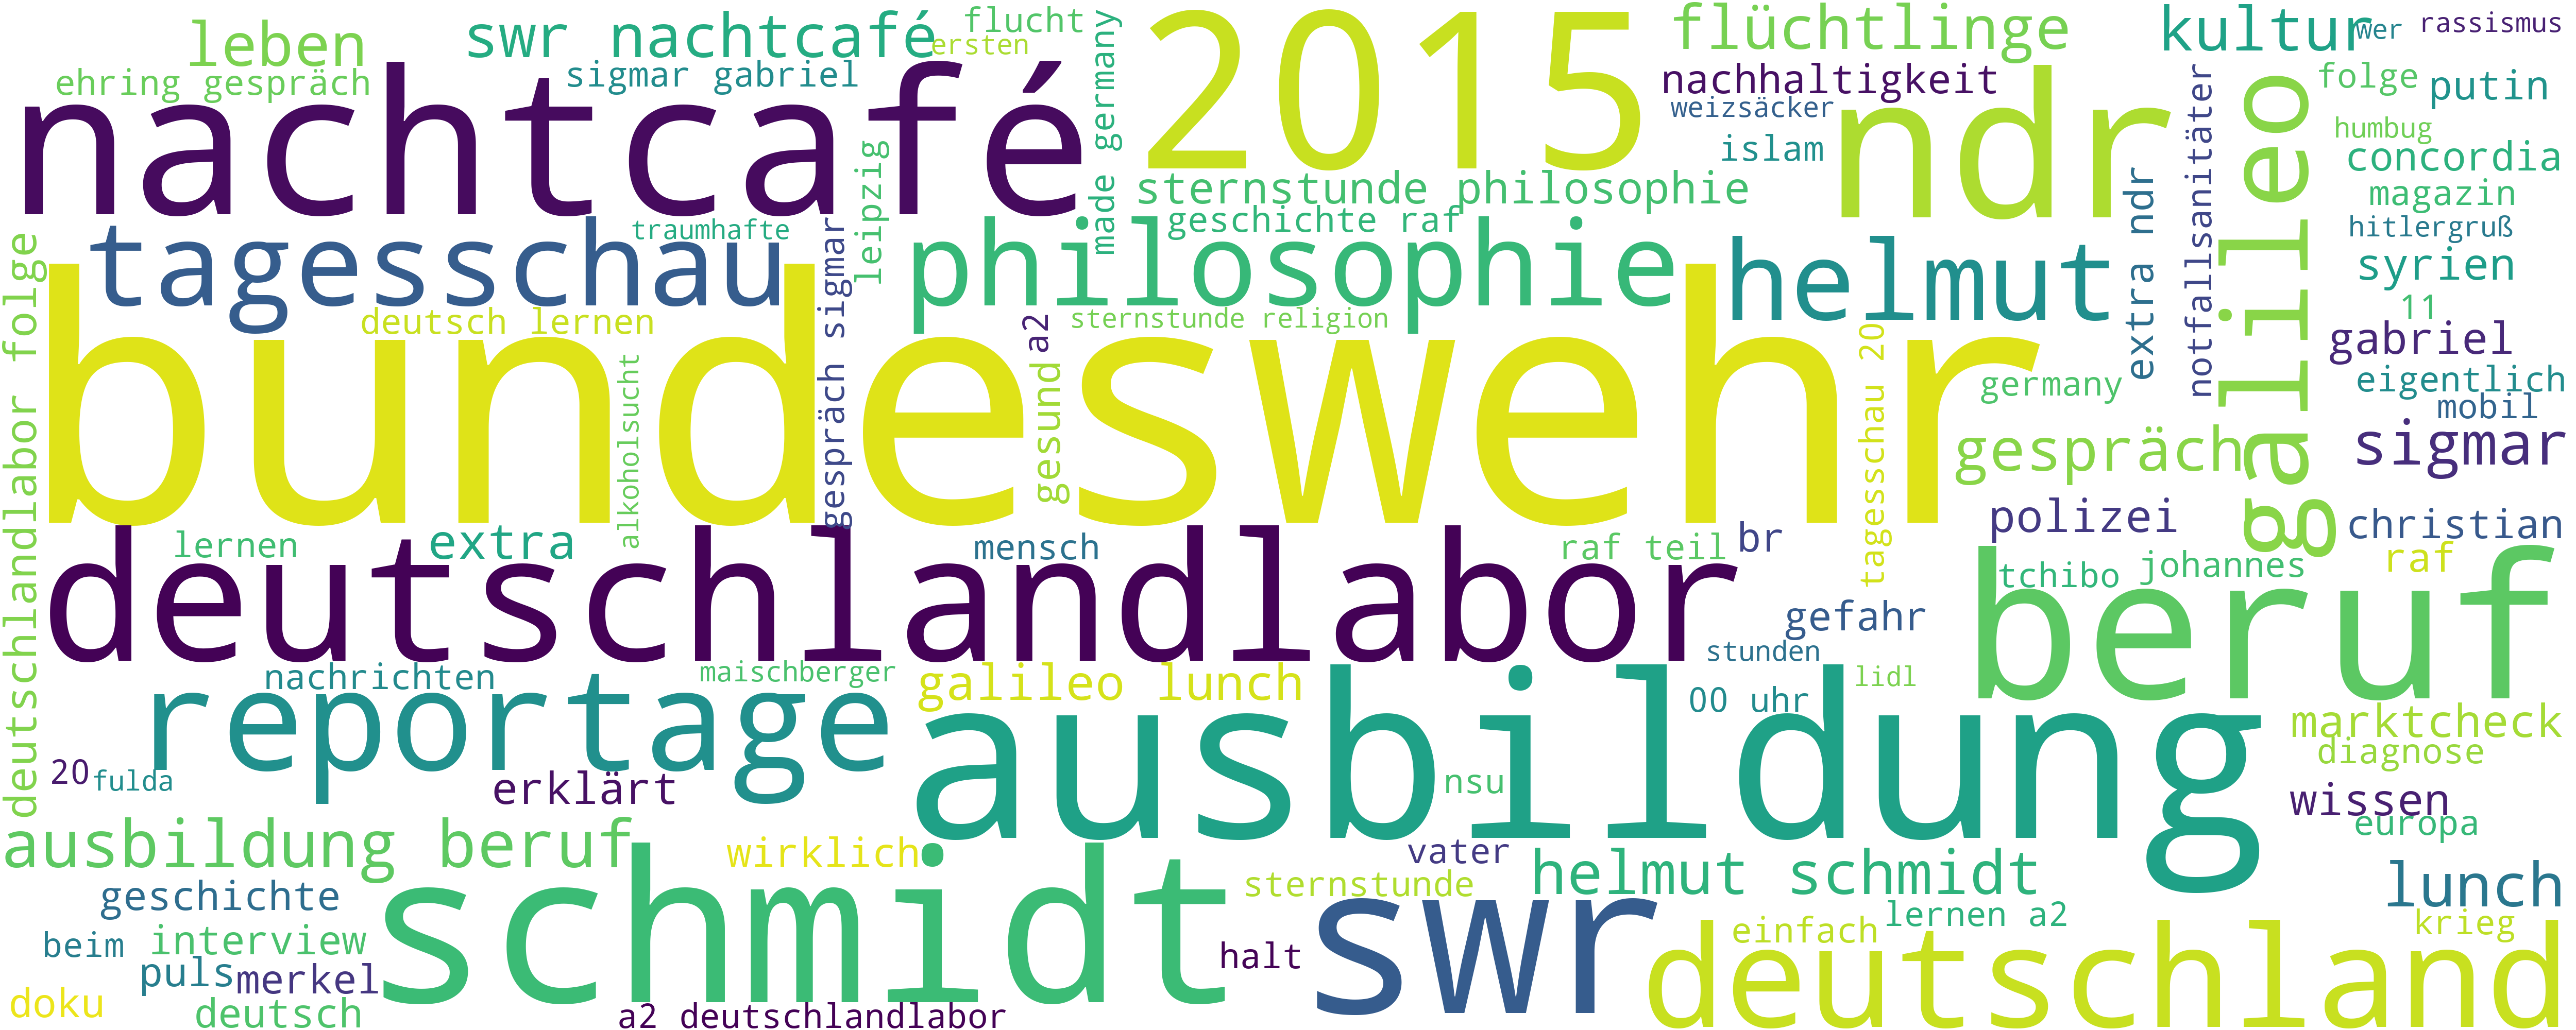 leben
swr nachtcafé
flucht
ersten
made germany
2015
flüchtlinge
kultur
wer
rassismus
ehring gespräch
sigmar gabriel
nachtcafé
nachhaltigkeit
weizsäcker
islam
ndr
notfallsanitäter
galileo
folge
putin
humbug
concordia
magazin
hitlergruß
syrien
11
gabriel
eigentlich
mobil
sigmar
christian
raf
leipzig
sternstunde philosophie
geschichte raf
traumhafte
tagesschau
philosophie
helmut
extra ndr
deutschlandlabor folge
deutsch lernen
gespräch sigmar
a2
sternstunde religion
gesund
alkoholsucht
bundeswehr
tagesschau 20
germany
gespräch
polizei
lernen
extra
mensch
raf teil
br
tchibo
johannes
deutschlandlabor
gefahr
stunden
beruf
nachrichten
maischberger
galileo lunch
00 uhr
lidl
reportage
ausbildung
marktcheck
diagnose
20
fulda
erklärt
nsu
wissen
europa
ausbildung beruf
wirklich
vater
helmut schmidt
lunch
geschichte
schmidt
sternstunde
swr
lernen a2
krieg
beim
interview
einfach
halt
deutschland
puls
merkel
doku
deutsch
a2 deutschlandlabor